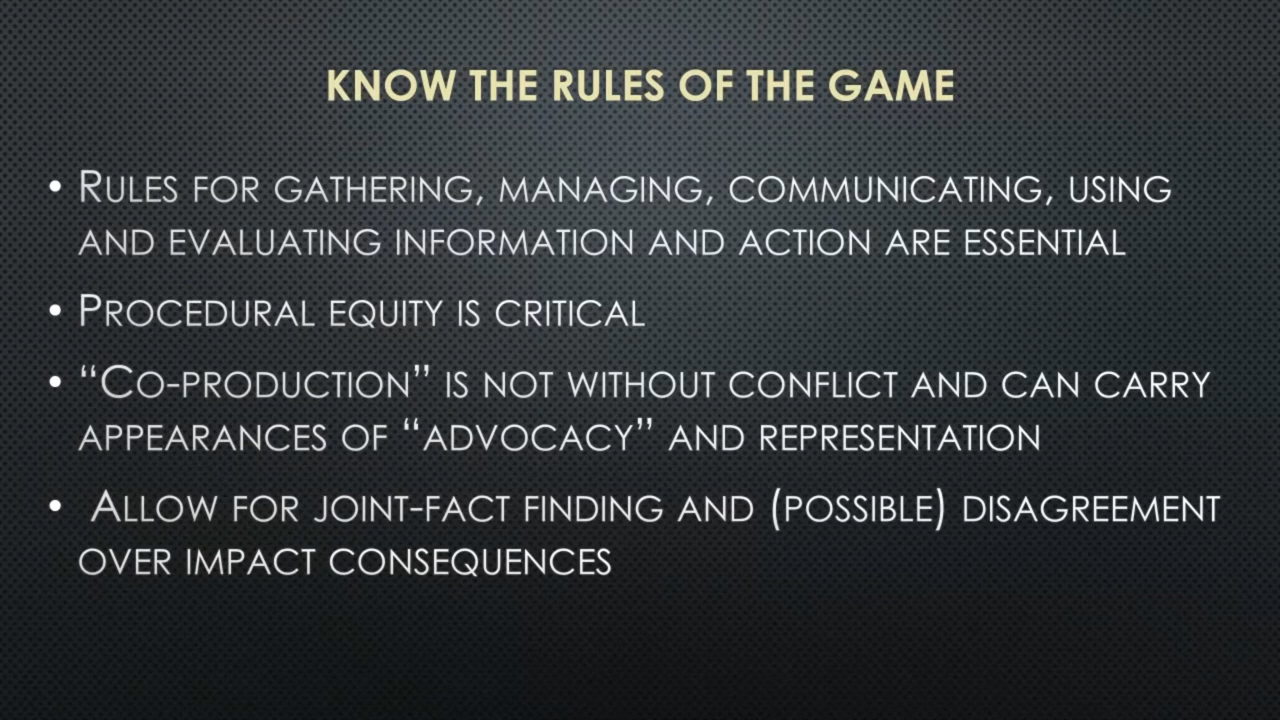 KNOW THE RULES OF THE GAME
• RULES FOR GATHERING, MANAGING, COMMUNICATING, USING
AND EVALUATING INFORMATION AND ACTION ARE ESSENTIAL
• PROCEDURAL EQUITY IS CRITICAL
• “CO-PRODUCTION” IS NOT WITHOUT CONFLICT AND CAN CARRY
APPEARANCES OF “ADVOCACY” AND REPRESENTATION
• ALLOW FOR JOINT-FACT FINDING AND (POSSIBLE) DISAGREEMENT
OVER IMPACT CONSEQUENCES